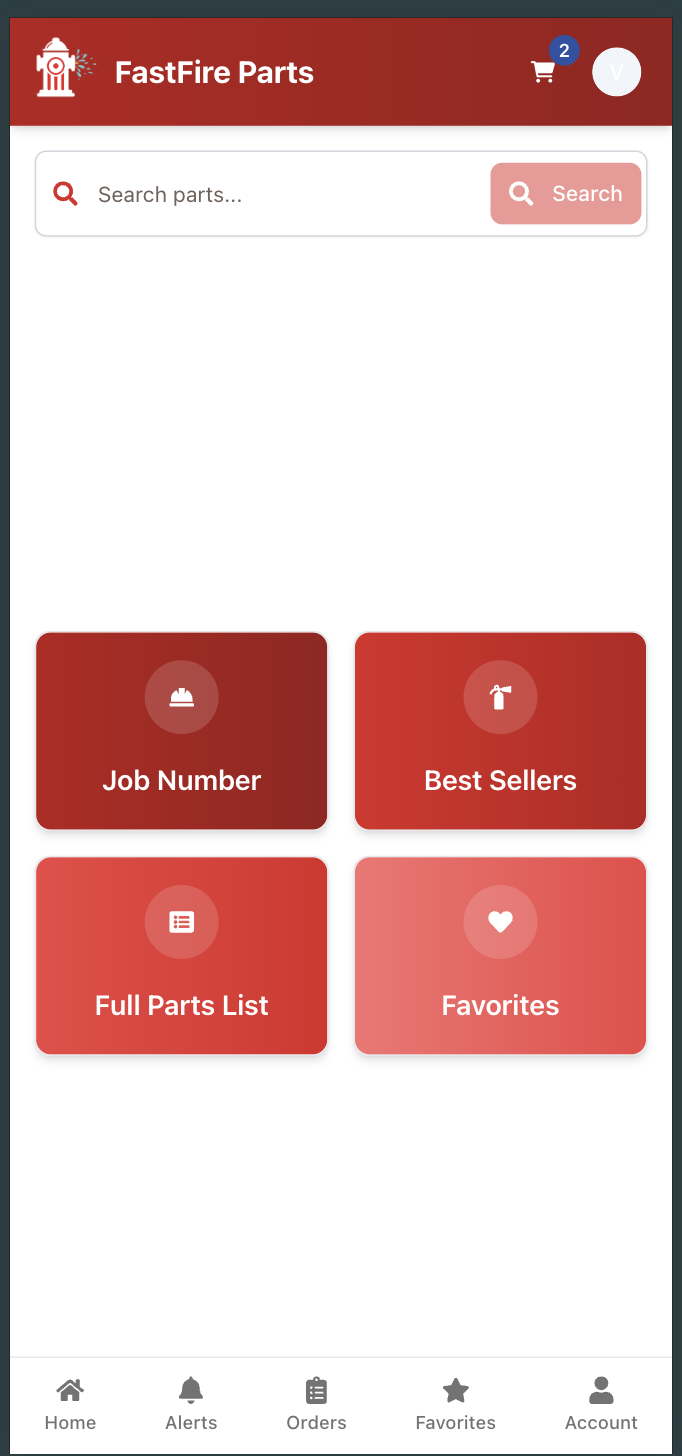 FastFire Parts
2
V
Search parts...
Search
Job Number
Best Sellers
Full Parts List
Favorites
Home
Alerts
Orders
Favorites
Account